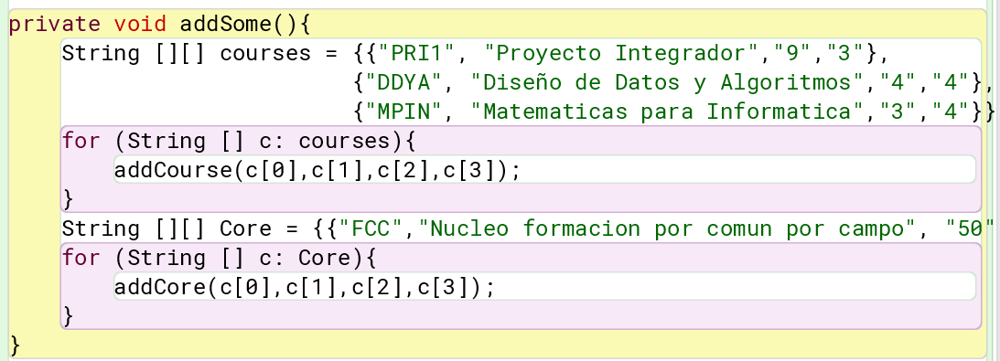 private void addSome(){
String [][] courses = {{"PRI1", "Proyecto Integrador","9","3"},
{"DDYA", "Diseño de Datos y Algoritmos","4","4"},
{"MPIN", "Matematicas para Informatica","3","4"}}
for (String [] c: courses){
addCourse(c[0],c[1],c[2],c[3]);
}
String [][] Core = {{"FCC","Nucleo formacion por comun por campo", "50"
for (String [] c: Core){
addCore(c[0],c[1],c[2],c[3]);
}
}